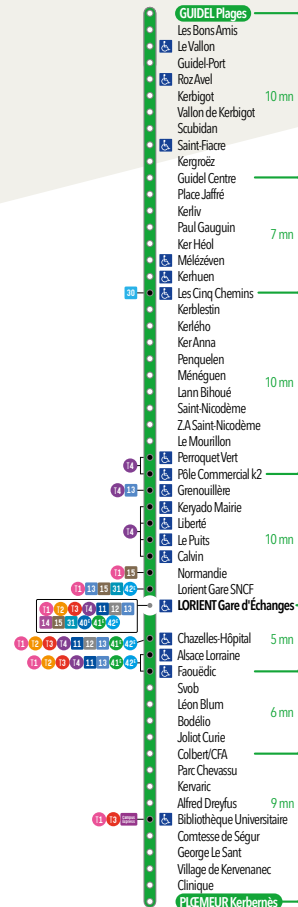 GUIDEL Plages
Les Bons Amis
Le Vallon
Guidel-Port
Roz Avel
Kerbigot 10 mn
Vallon de Kerbigot
Scubidan
Saint-Fiacre
Kergroëz
Guidel Centre
Place Jaffré
Kerliv
Paul Gauguin 7 mn
Ker Héol
Mélézéven
Kerhuen
30 Les Cinq Chemins
Kerblestin
Kerlého
Ker Anna
Penquelen
Ménéguen 10 mn
Lann Bihoué
Saint-Nicodème
Z.A Saint-Nicodème
Le Mourillon
Perroquet Vert
T4
Pôle Commercial k2
T4 13 Grenouillère
Keryado Mairie
Liberté
T4
Le Puits 10 mn
Calvin
T1 15 Normandie
T1 13 15 31 42 Lorient Gare SNCF
T1 T2 T3 T4 11 12 13 LORIENT Gare d'Échanges
14 15 31 40 41 42
T1 T2 T3 T4 11 12 13 41 42 Chazelles-Hôpital 5 mn
Alsace Lorraine
T1 T2 T3 T4 11 13 41 42
Faouëdic
Svob
Léon Blum 6 mn
Bodélio
Joliot Curie
Colbert/CFA
Parc Chevassu
Kervaric
Alfred Dreyfus 9 mn
T1 T3 Bibliothèque Universitaire
Comtesse de Ségur
George Le Sant
Village de Kervenanec
Clinique
PLŒMEUR Kerbernès